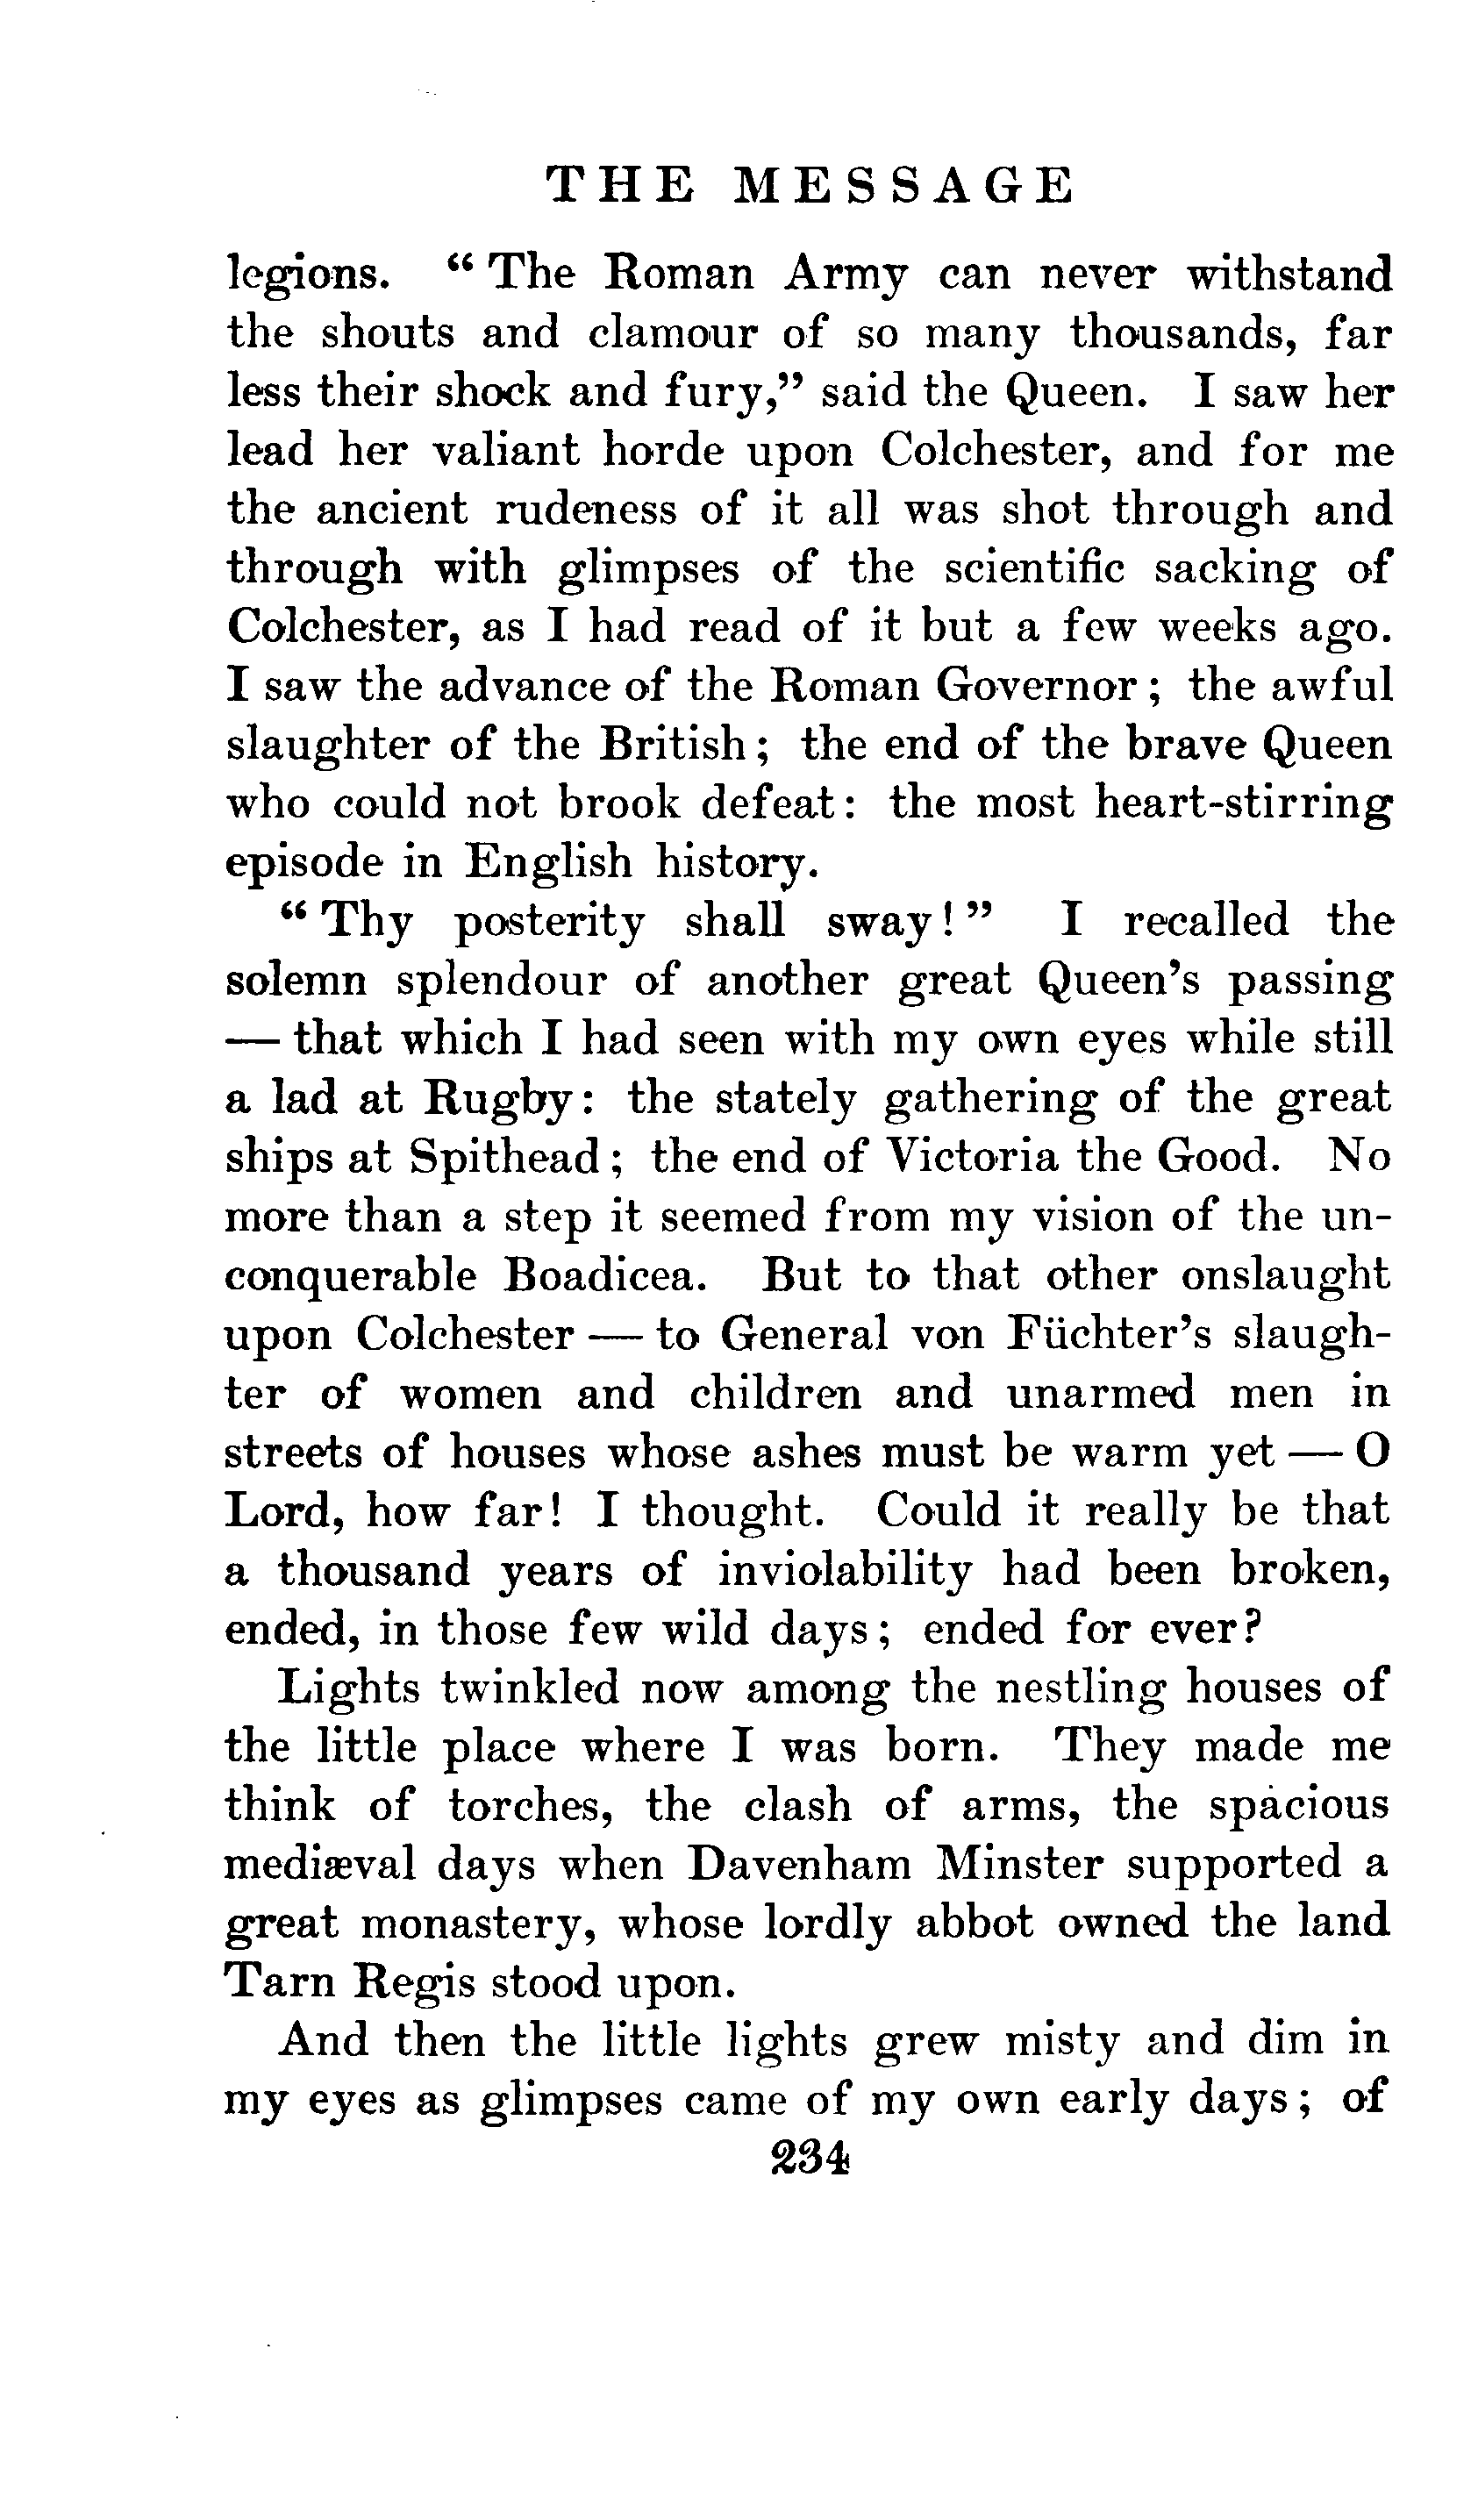 THE MESSAGE
legions. “ The Roman Army can never withstand
the shouts and clamour of so many thousands, far
less their shock and fury,” said the Queen. I saw her
lead her valiant horde upon Colchester, and for me
the ancient rudeness of it all was shot through and
through with glimpses of the scientific sacking of
Colchester, as I had read of it but a few weeks ago.
I saw the advance of the Roman Governor ; the awful
slaughter of the British ; the end of the brave Queen
who could not brook defeat : the most heart-stirring
episode in English history.
“ Thy posterity shall sway ! ” I recalled the
solemn splendour of another great Queen’s passing
— that which I had seen with my own eyes while still
a lad at Rugby : the stately gathering of the great
ships at Spithead ; the end of Victoria the Good. No
more than a step it seemed from my vision of the un-
conquerable Boadicea. But to that other onslaught
upon Colchester — to General von Füchter’s slaugh-
ter of women and children and unarmed men in
streets of houses whose ashes must be warm yet — O
Lord, how far! I thought. Could it really be that
a thousand years of inviolability had been broken,
ended, in those few wild days ; ended for ever?
Lights twinkled now among the nestling houses of
the little place where I was born. They made me
think of torches, the clash of arms, the spacious
mediæval days when Davenham Minster supported a
great monastery, whose lordly abbot owned the land
Tarn Regis stood upon.
And then the little lights grew misty and dim in
my eyes as glimpses came of my own early days ; of
234